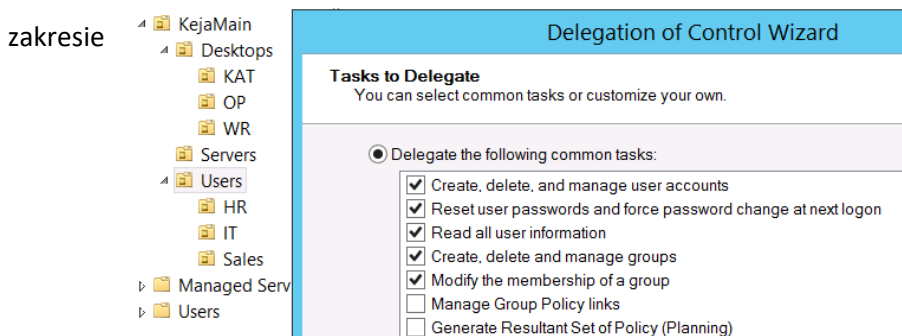 zakresie
KejaMain
Desktops
KAT
OP
WR
Servers
Users
HR
IT
Sales
Managed Serv
Users
Delegation of Control Wizard
Tasks to Delegate
You can select common tasks or customize your own.
Delegate the following common tasks:
Create, delete, and manage user accounts
Reset user passwords and force password change at next logon
Read all user information
Create, delete and manage groups
Modify the membership of a group
Manage Group Policy links
Generate Resultant Set of Policy (Planning)